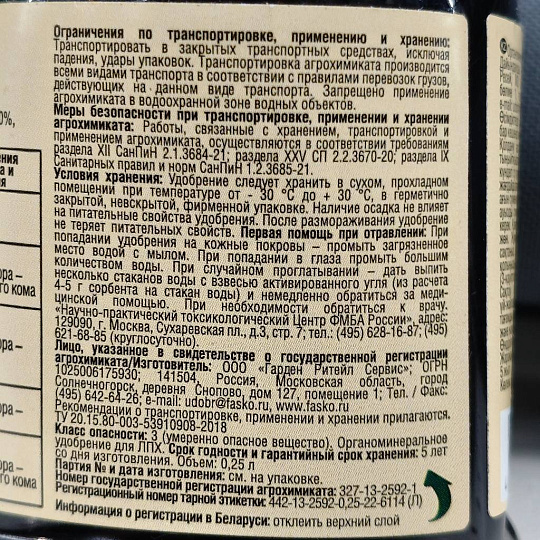 Ограничения по транспортировке, применению и хранению:
Транспортировать в закрытых транспортных средствах, исключая
падения, удары упаковок. Транспортировка агрохимиката производится
всеми видами транспорта в соответствии с правилами перевозок грузов,
действующих на данном виде транспорта. Запрещено применение
агрохимиката в водоохранной зоне водных объектов.
Меры безопасности при транспортировке, применении и хранении
агрохимиката: Работы, связанные с хранением, транспортировкой и
применением агрохимиката, осуществляются в соответствии требований
раздела XII СанПиН 2.1.3684-21; раздела XXV СП 2.2.3670-20; раздела IX
Санитарных правил и норм СанПиН 1.2.3685-21.
Условия хранения: Удобрение следует хранить в сухом, прохладном
помещении при температуре от - 30 °C до + 30 °C, в герметично
закрытой, невскрытой, фирменной упаковке. Наличие осадка не влияет
на питательные свойства удобрения. После размораживания удобрение
не теряет питательных свойств. Первая помощь при отравлении: При
попадании удобрения на кожные покровы – промыть загрязненное
место водой с мылом. При попадании в глаза промыть большим
количеством воды. При случайном проглатывании – дать выпить
несколько стаканов воды с взвесью активированного угля (из расчета
4-5 г сорбента на стакан воды) и немедленно обратиться за меди-
цинской помощью. При необходимости обратиться к врачу.
«Научно-практический токсикологический Центр ФМБА России», адрес:
129090, г. Москва, Сухаревская пл., д.3, стр. 7; тел.: (495) 628-16-87; (495)
621-68-85 (круглосуточно).
Лицо, указанное в свидетельстве о государственной регистрации
агрохимиката/Изготовитель: ООО «Гарден Ритейл Сервис»; ОГРН
1025006175930; 141504, Россия, Московская область, город
Солнечногорск, деревня Снопово, дом 127, помещение 1; Тел. / Факс:
(495) 642-64-26; e-mail: udobr@fasko.ru, www.fasko.ru
Рекомендации о транспортировке, применении и хранении прилагаются.
ТУ 20.15.80-003-53910908-2018
Класс опасности: 3 (умеренно опасное вещество). Органоминеральное
удобрение для ЛПХ. Срок годности и гарантийный срок хранения: 5 лет
со дня изготовления. Объем: 0,25 л
Партия № и дата изготовления: см. на упаковке.
Номер государственной регистрации агрохимиката: 327-13-2592-1
Регистрационный номер тарной этикетки: 442-13-2592-0,25-22-6114 (Л)
Информация о регистрации в Беларуси: отклеить верхний слой